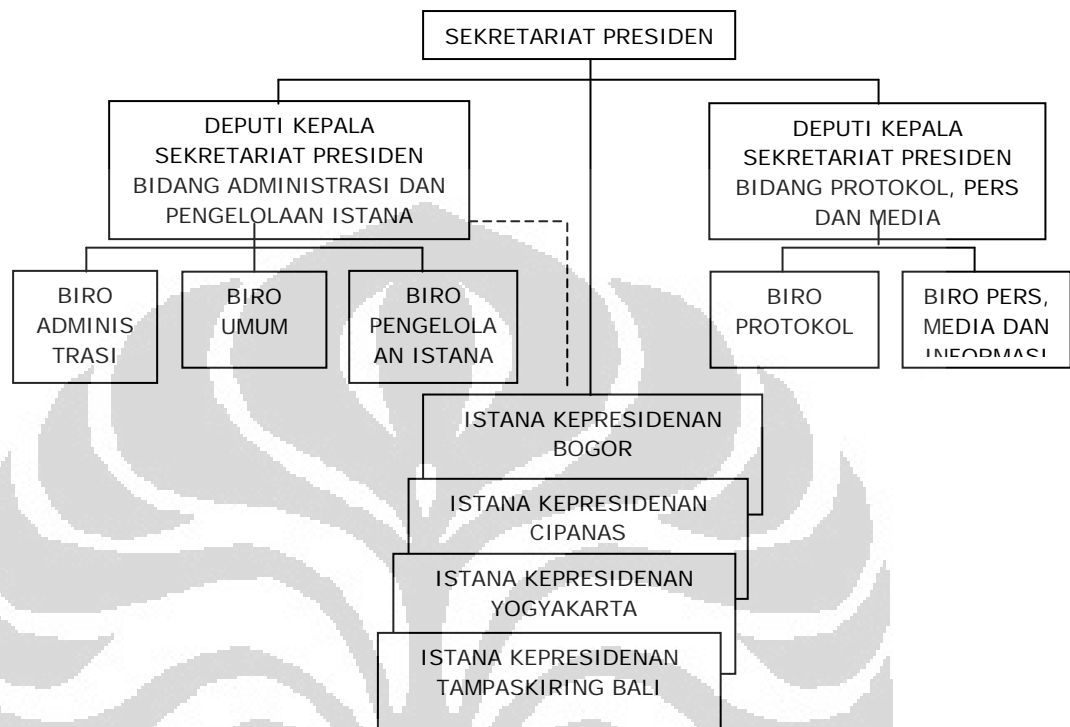 SEKRETARIAT PRESIDEN
DEPUTI KEPALA
SEKRETARIAT PRESIDEN
BIDANG ADMINISTRASI DAN
PENGELOLAAN ISTANA
DEPUTI KEPALA
SEKRETARIAT PRESIDEN
BIDANG PROTOKOL, PERS
DAN MEDIA
BIRO
ADMINIS
TRASI
BIRO
UMUM
BIRO
PENGELOLA
AN ISTANA
BIRO
PROTOKOL
BIRO PERS,
MEDIA DAN
INFORMASI
ISTANA KEPRESIDENAN
BOGOR
ISTANA KEPRESIDENAN
CIPANAS
ISTANA KEPRESIDENAN
YOGYAKARTA
ISTANA KEPRESIDENAN
TAMPASKIRING BALI